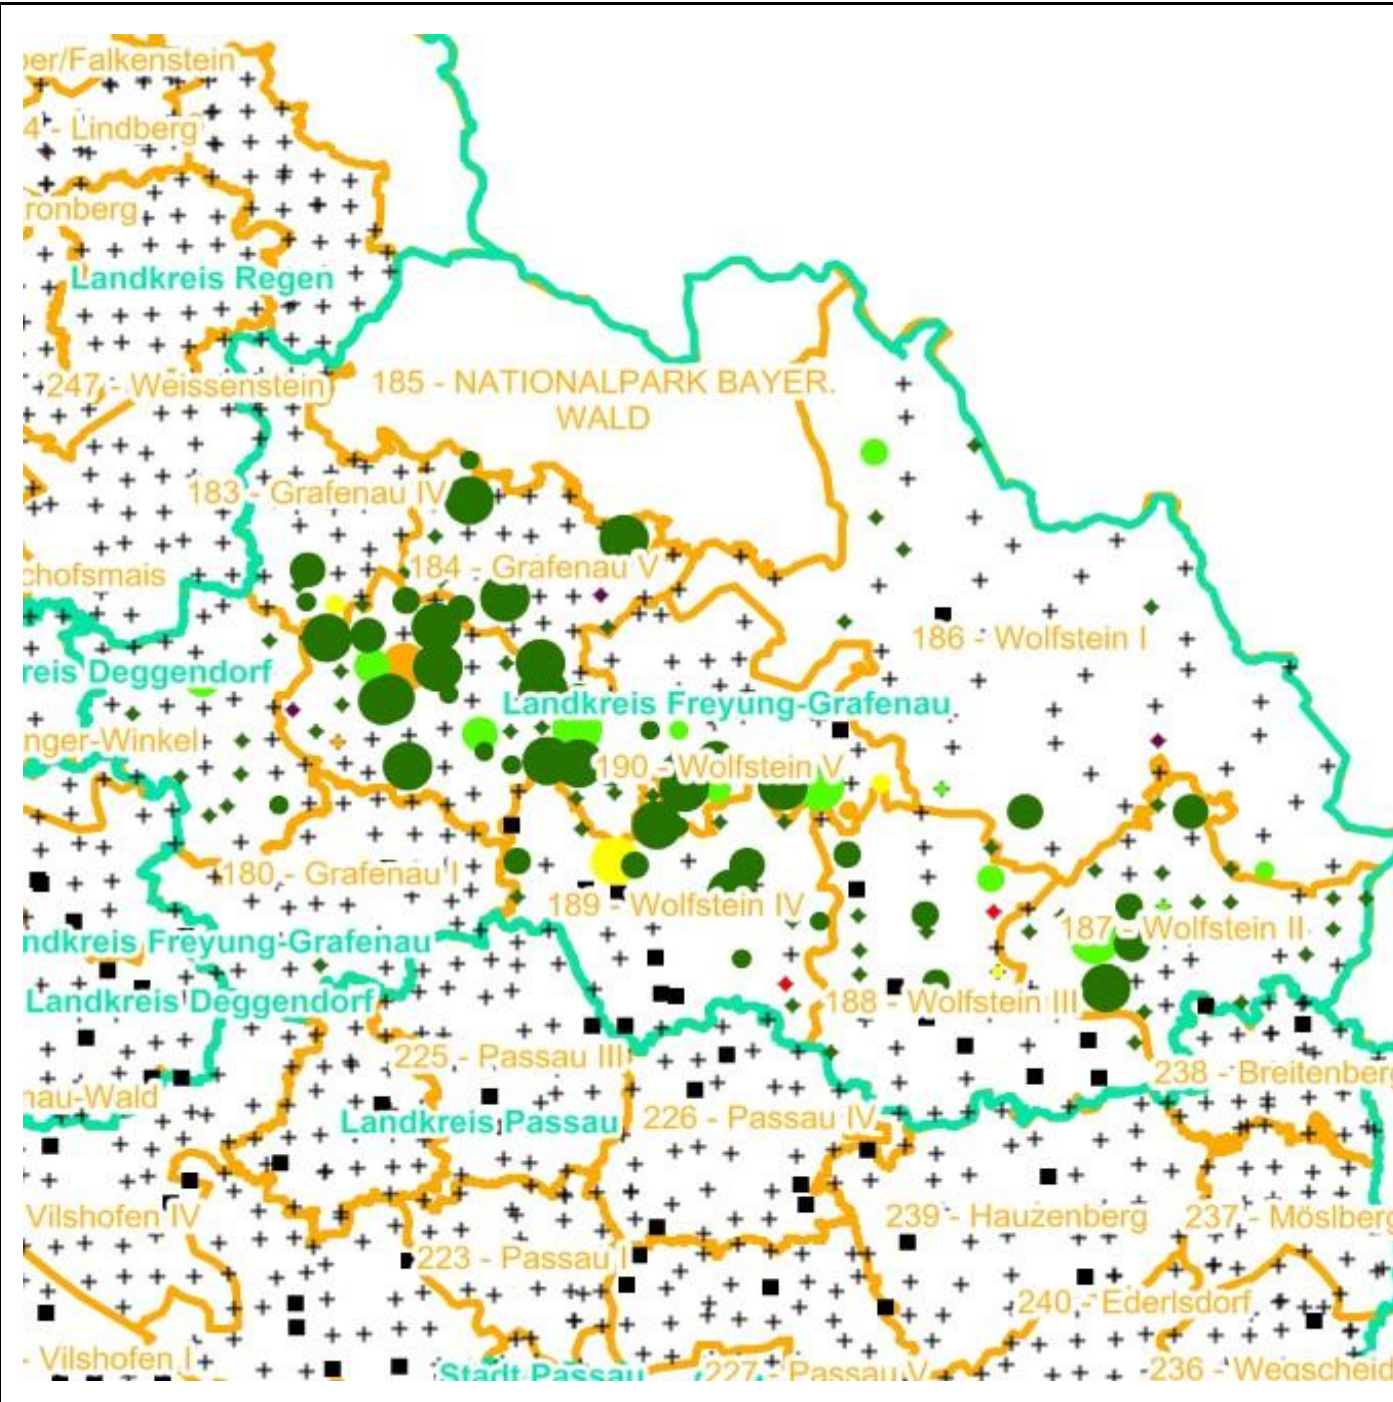 er/Falkenstein
4 - Lindberg
ronberg
Landkreis Regen
247 - Weissenstein
185 - NATIONALPARK BAYER.
WALD
183 - Grafenau IV
184 - Grafenau V
chofsmais
186 - Wolfstein I
reis Deggendorf
Landkreis Freyung-Grafenau
nger-Winkel
190 - Wolfstein V
180 - Grafenau I
189 - Wolfstein IV
187 - Wolfstein II
ndkreis Freyung-Grafenau
Landkreis Deggendorf
188 - Wolfstein III
225 - Passau III
238 - Breitenberg
nau-Wald
Landkreis Passau
226 - Passau IV
Vilshofen IV
239 - Hauzenberg
237 - Möslberg
223 - Passau I
240 - Ederlsdorf
- Vilshofen I
Stadt Passau
227 - Passau V
236 - Wegscheid